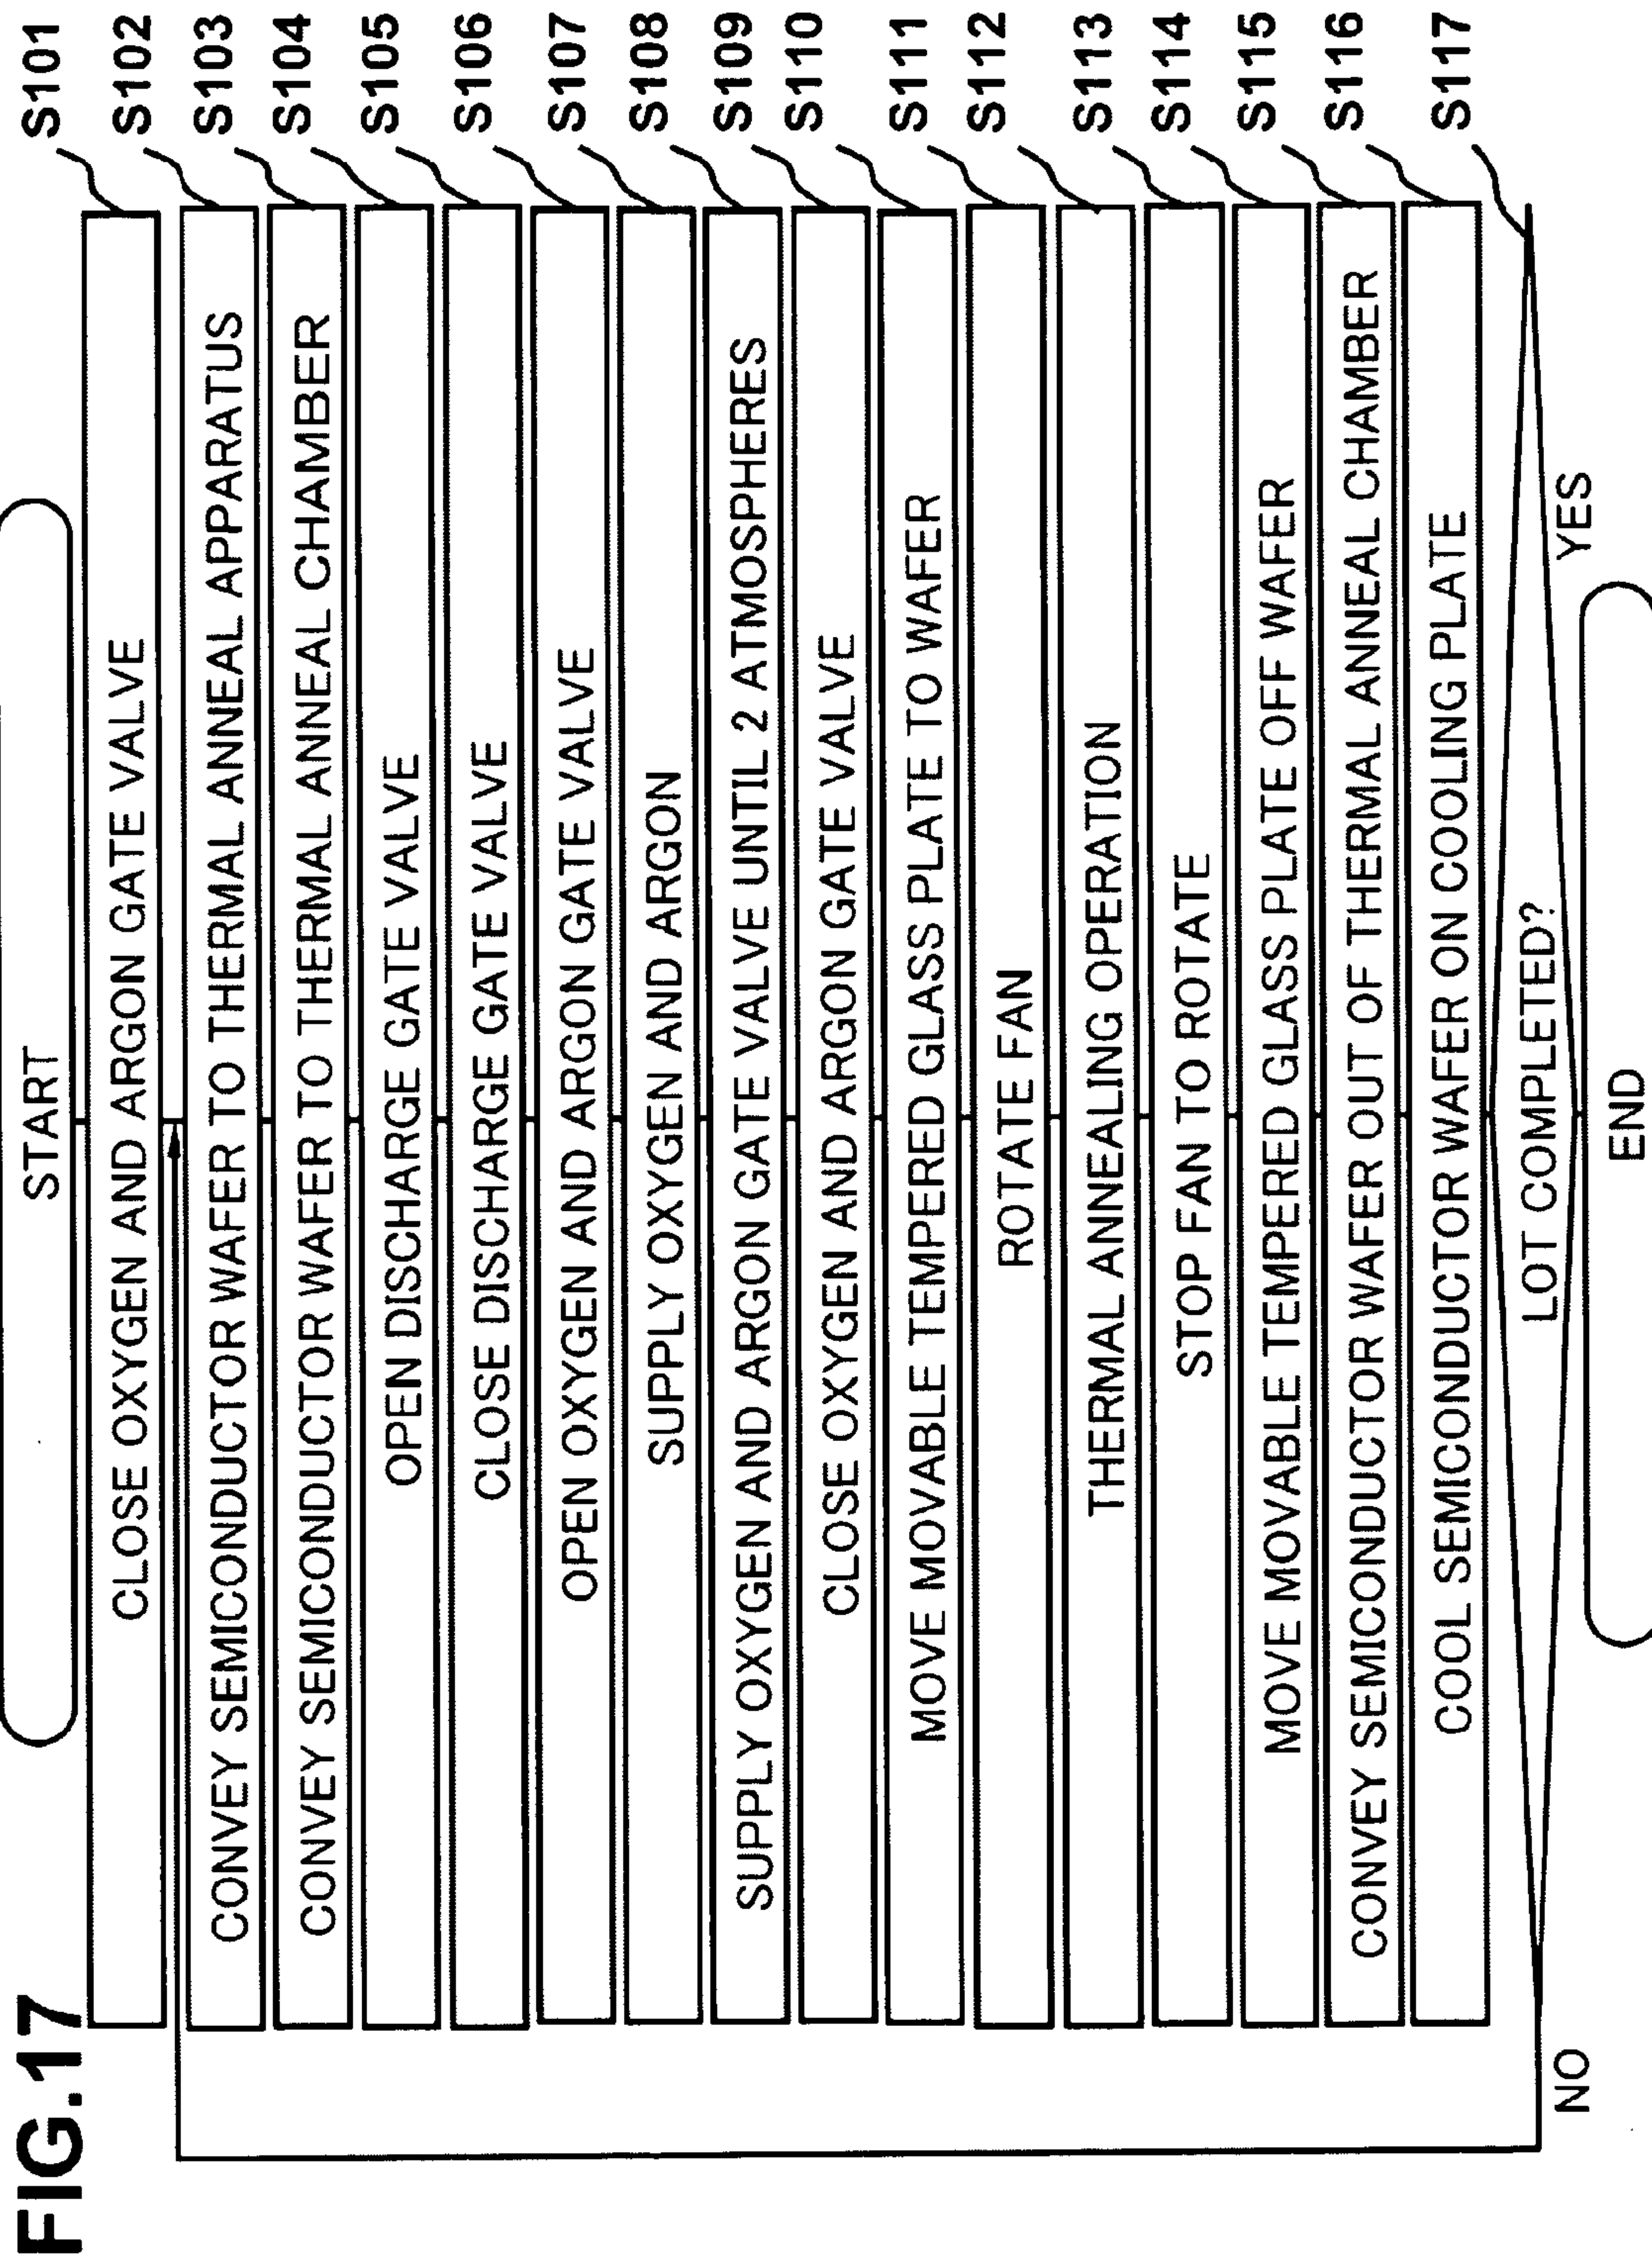 FIG.17
START
CLOSE OXYGEN AND ARGON GATE VALVE S101
CONVEY SEMICONDUCTOR WAFER TO THERMAL ANNEAL APPARATUS S102
CONVEY SEMICONDUCTOR WAFER TO THERMAL ANNEAL CHAMBER S103
OPEN DISCHARGE GATE VALVE S104
CLOSE DISCHARGE GATE VALVE S105
OPEN OXYGEN AND ARGON GATE VALVE S106
SUPPLY OXYGEN AND ARGON S107
SUPPLY OXYGEN AND ARGON GATE VALVE UNTIL 2 ATMOSPHERES S108
CLOSE OXYGEN AND ARGON GATE VALVE S109
MOVE MOVABLE TEMPERED GLASS PLATE TO WAFER S110
ROTATE FAN S111
THERMAL ANNEALING OPERATION S112
STOP FAN TO ROTATE S113
MOVE MOVABLE TEMPERED GLASS PLATE OFF WAFER S114
CONVEY SEMICONDUCTOR WAFER OUT OF THERMAL ANNEAL CHAMBER S115
COOL SEMICONDUCTOR WAFER ON COOLING PLATE S116
LOT COMPLETED? S117
NO
YES
END